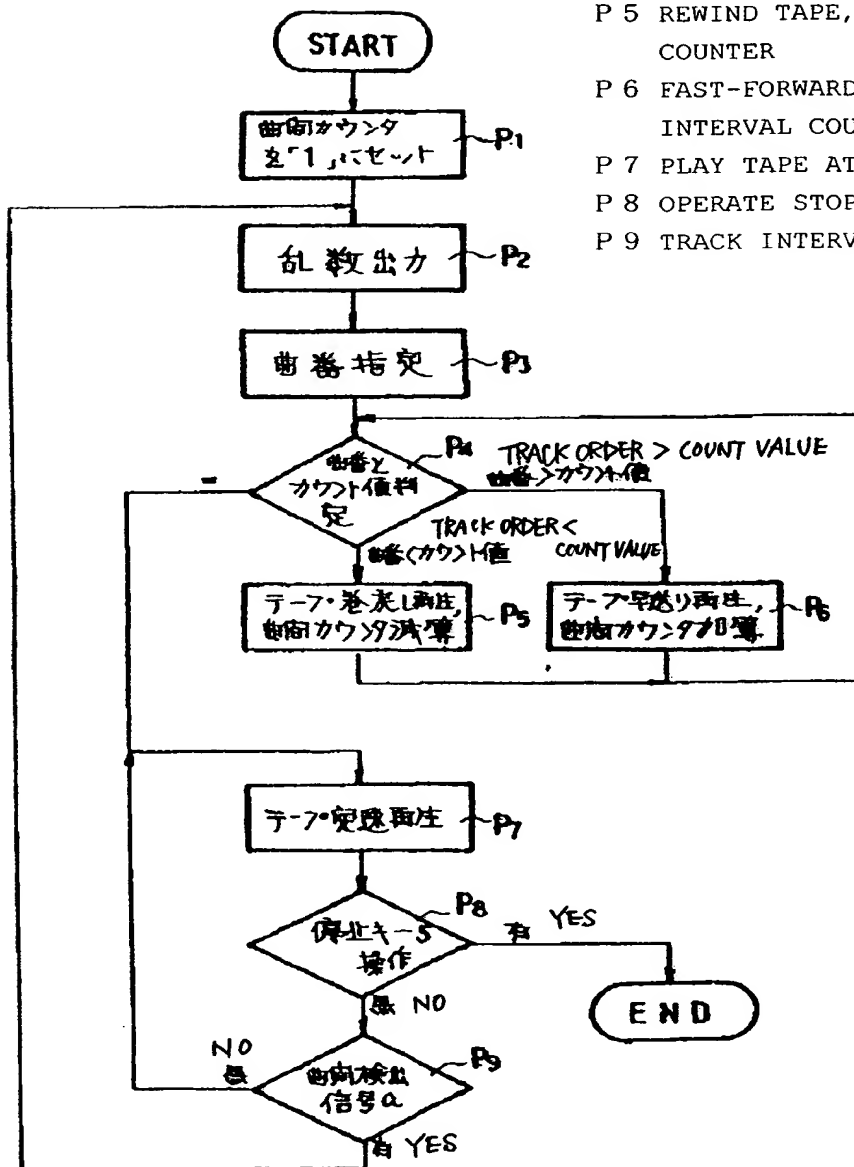 START
P5 REWIND TAPE,
COUNTER
P6 FAST-FORWARD
INTERVAL COU
P7 PLAY TAPE AT
P8 OPERATE STOP
P9 TRACK INTERV
曲間カウンタ
を「1」にセット
P1
乱数出力
P2
曲番指定
P3
曲番と
カウント値判
定
P4
TRACK ORDER > COUNT VALUE
曲番>カウント値
=
TRACK ORDER <
COUNT VALUE
曲番<カウント値
テープ・巻戻し再生,
曲間カウンタ減算
P5
テープ早送り再生,
曲間カウンタ加算
P6
テープ定速再生
P7
停止キー5
操作
P8
有 YES
無 NO
END
曲間検出
信号a
P9
NO
無
有 YES